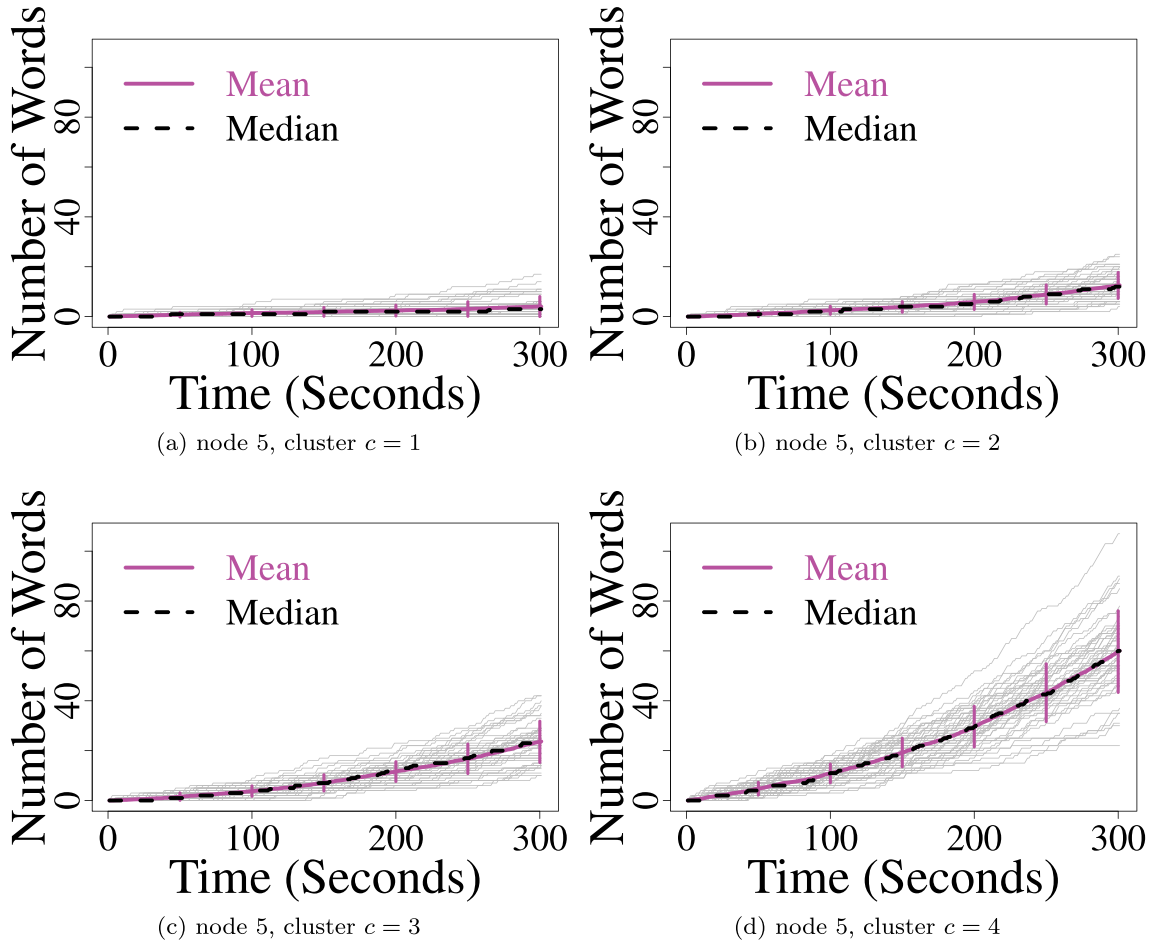 Number of Words
80
40
0
Mean
Median
0 100 200 300
Time (Seconds)
(a) node 5, cluster c = 1
Number of Words
80
40
0
Mean
Median
0 100 200 300
Time (Seconds)
(b) node 5, cluster c = 2
Number of Words
80
40
0
Mean
Median
0 100 200 300
Time (Seconds)
(c) node 5, cluster c = 3
Number of Words
80
40
0
Mean
Median
0 100 200 300
Time (Seconds)
(d) node 5, cluster c = 4